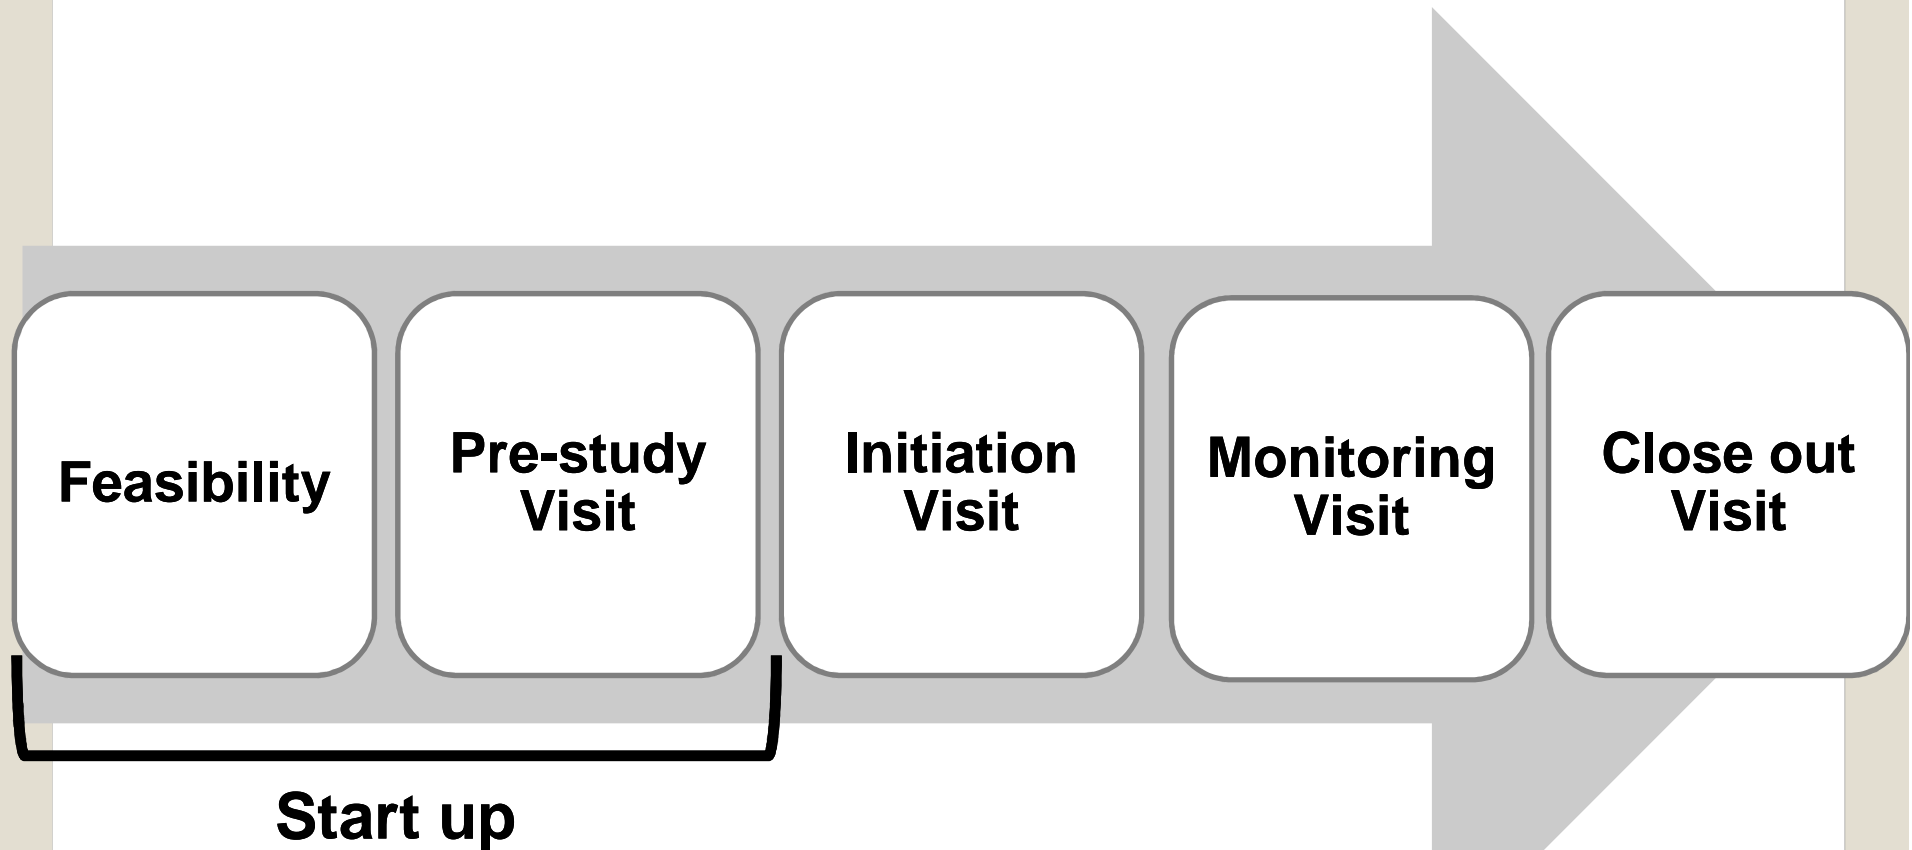 Feasibility
Pre-study
Visit
Initiation
Visit
Monitoring
Visit
Close out
Visit
Start up